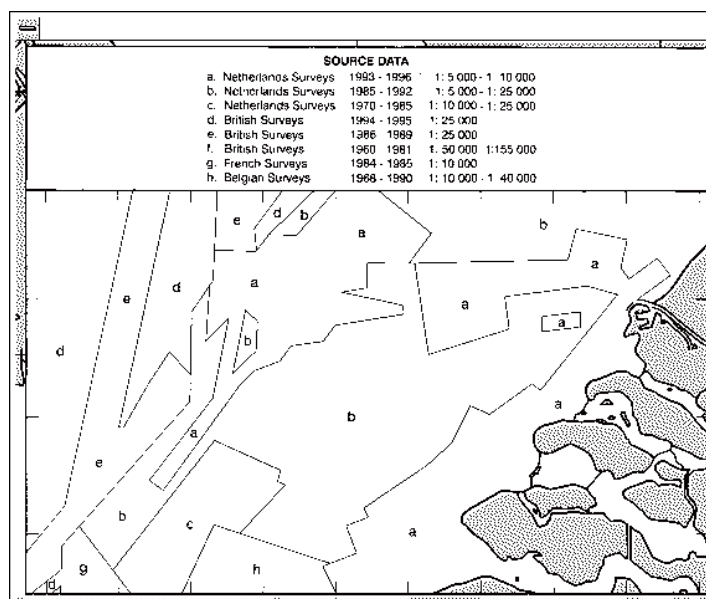 SOURCE DATA
a. Netherlands Surveys 1993 - 1996 1: 5 000 - 1: 10 000
b. Netherlands Surveys 1985 - 1992 1: 5 000 - 1: 25 000
c. Netherlands Surveys 1970 - 1985 1: 10 000 - 1: 25 000
d. British Surveys 1994 - 1995 1: 25 000
e. British Surveys 1986 1989 1: 25 000
f. British Surveys 1960 1981 1: 50 000 1:155 000
g. French Surveys 1984 - 1985 1: 10 000
h. Belgian Surveys 1968 - 1990 1: 10 000 - 1: 40 000
e d b a b
a
e d a a
a
d b
a
a b
e
b c a
g h
d